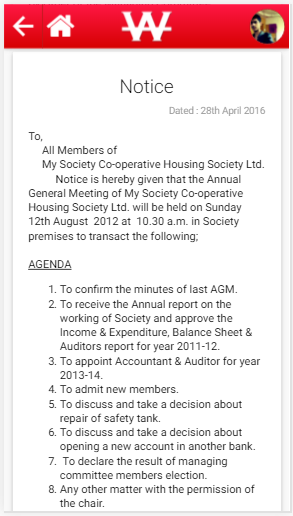 Notice
Dated : 28th April 2016
To,
All Members of
My Society Co-operative Housing Society Ltd.
Notice is hereby given that the Annual
General Meeting of My Society Co-operative
Housing Society Ltd. will be held on Sunday
12th August  2012 at  10.30 a.m. in Society
premises to transact the following;
AGENDA
1. To confirm the minutes of last AGM.
2. To receive the Annual report on the
working of Society and approve the
Income & Expenditure, Balance Sheet &
Auditors report for year 2011-12.
3. To appoint Accountant & Auditor for year
2013-14.
4. To admit new members.
5. To discuss and take a decision about
repair of safety tank.
6. To discuss and take a decision about
opening a new account in another bank.
7.  To declare the result of managing
committee members election.
8. Any other matter with the permission of
the chair.